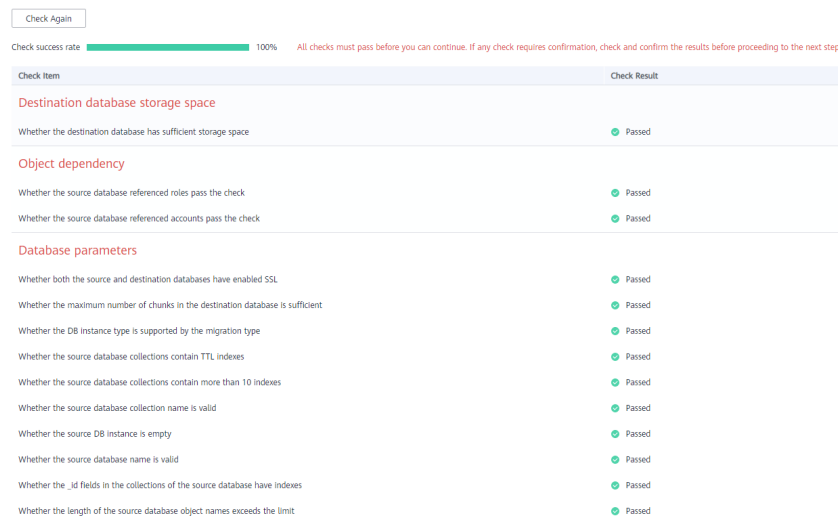 Check Again
Check success rate 100% All checks must pass before you can continue. If any check requires confirmation, check and confirm the results before proceeding to the next step
Check Item Check Result
Destination database storage space
Whether the destination database has sufficient storage space Passed
Object dependency
Whether the source database referenced roles pass the check Passed
Whether the source database referenced accounts pass the check Passed
Database parameters
Whether both the source and destination databases have enabled SSL Passed
Whether the maximum number of chunks in the destination database is sufficient Passed
Whether the DB instance type is supported by the migration type Passed
Whether the source database collections contain TTL indexes Passed
Whether the source database collections contain more than 10 indexes Passed
Whether the source database collection name is valid Passed
Whether the source DB instance is empty Passed
Whether the source database name is valid Passed
Whether the _id fields in the collections of the source database have indexes Passed
Whether the length of the source database object names exceeds the limit Passed